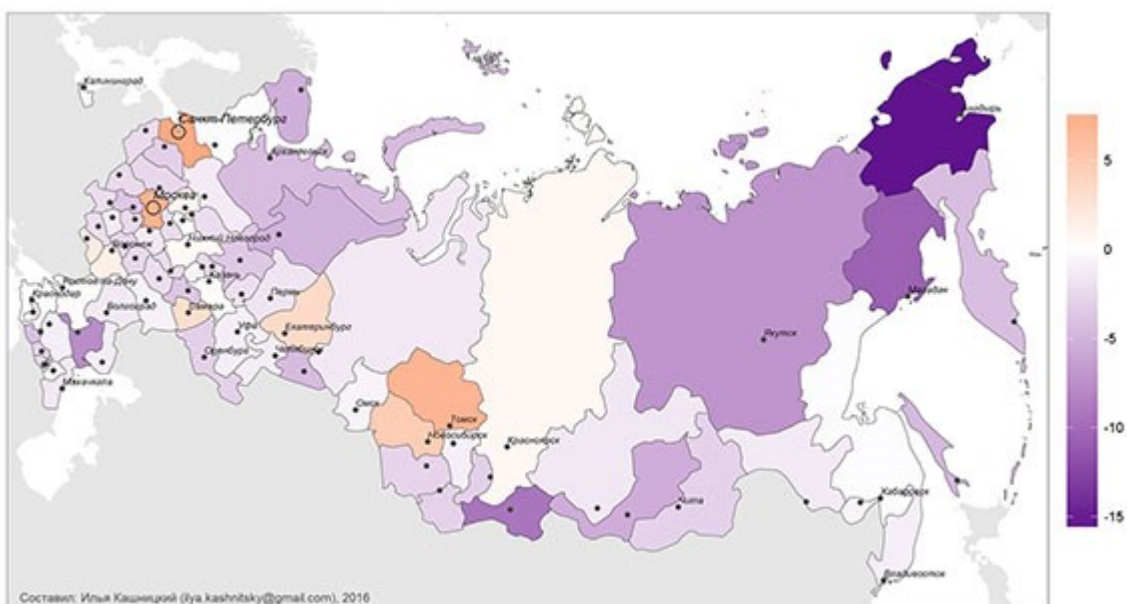 Калининград
Санкт-Петербург
Архангельск
Москва
Нижний Новгород
Воронеж
Казань
Ростов-на-Дону
Краснодар
Волгоград
Самара
Пермь
Уфа
Екатеринбург
Челябинск
Оренбург
Махачкала
Омск
Томск
Новосибирск
Красноярск
Якутск
Магадан
Анадырь
Чита
Хабаровск
Владивосток
5
0
-5
-10
-15
Составил: Илья Кашницкий (ilya.kashnitsky@gmail.com), 2016